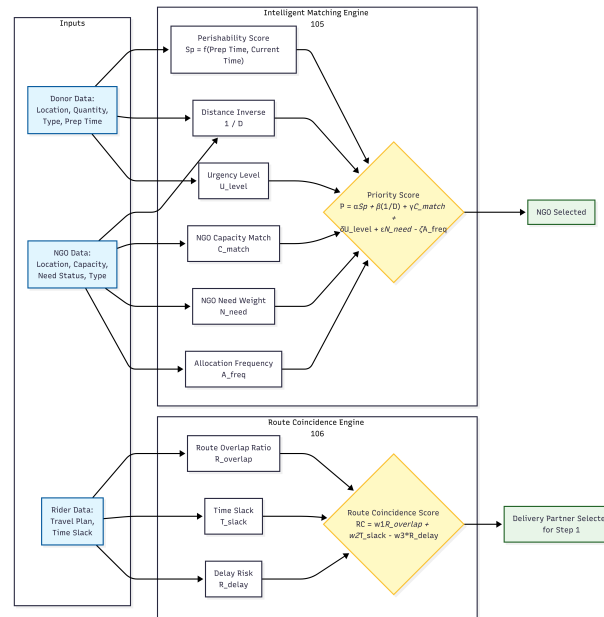 Intelligent Matching Engine
105
Inputs
Perishability Score
Sp = f(Prep Time, Current
Time)
Donor Data:
Location, Quantity,
Type, Prep Time
Distance Inverse
1 / D
Urgency Level
U_level
Priority Score
P = αSp + β(1/D) + γC_match
+
δU_level + εN_need - ζA_freq
NGO Selected
NGO Capacity Match
C_match
NGO Data:
Location, Capacity,
Need Status, Type
NGO Need Weight
N_need
Allocation Frequency
A_freq
Route Coincidence Engine
106
Route Overlap Ratio
R_overlap
Rider Data:
Travel Plan,
Time Slack
Time Slack
T_slack
Route Coincidence Score
RC = w1R_overlap +
w2T_slack - w3*R_delay
Delivery Partner Selecte
for Step 1
Delay Risk
R_delay